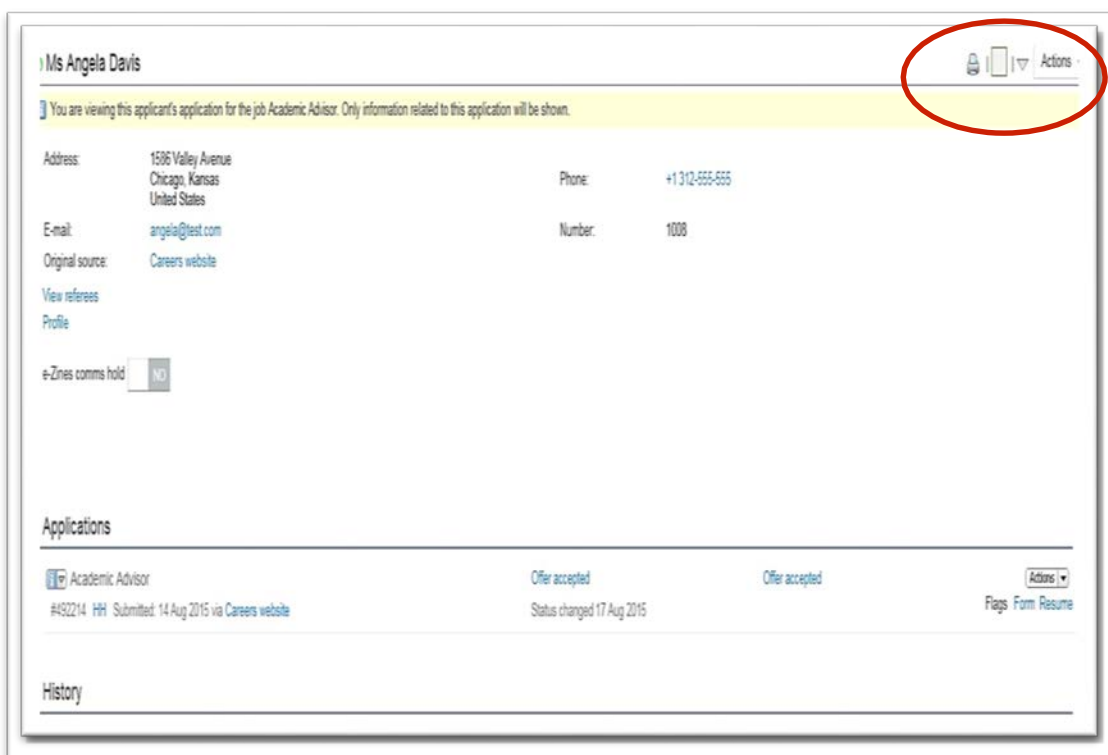 Ms Angela Davis Actions
You are viewing this applicant's application for the job Academic Advisor. Only information related to this application will be shown.
Address: 1586 Valley Avenue
Chicago, Kansas
United States
Phone: +1 312-555-555
E-mail: angela@test.com Number: 1008
Original source: Careers website
View referees
Profile
e-Zines comms hold NO
Applications
Academic Advisor Offer accepted Offer accepted Actions
#492214 HH Submitted: 14 Aug 2015 via Careers website Status changed 17 Aug 2015 Flags Form Resume
History